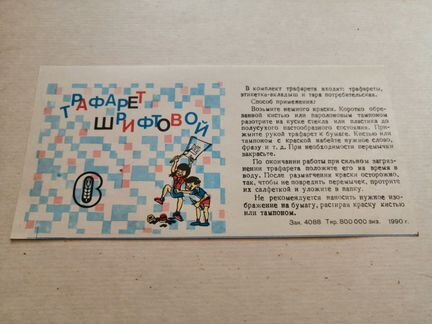 ТРАФАРЕТ
ШРИФТОВОЙ
В комплект трафарета входят: трафареты,
этикетка-вкладыш и тара потребительская.
Способ применения:
Возьмите немного краски. Коротко обре-
занной кистью или паролоновым тампоном
разотрите на куске стекла или пластика до
полусухого пастообразного состояния. При-
жмите рукой трафарет к бумаге. Кистью или
тампоном с краской набейте нужное слово,
фразу и т. д. При необходимости перемычки
закрасьте.
По окончании работы при сильном загряз-
нении трафарета положите его на время в
воду. После размягчения краски осторожно,
так, чтобы не повредить перемычек, протрите
их салфеткой и уложите в папку.
Не рекомендуется наносить нужное изо-
бражение на бумагу, растирая краску кистью
или тампоном.
Зак. 4088 Тир. 800.000 экз. 1990 г.